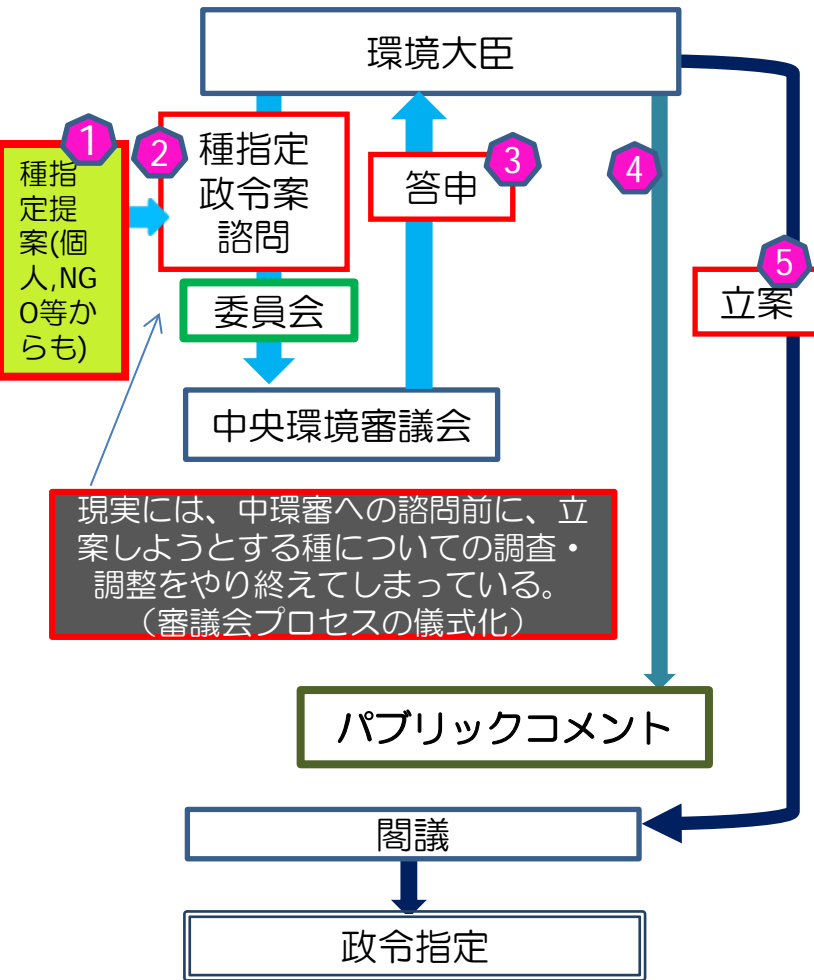 環境大臣
1
種指
定提
案(個
人,NG
O等か
らも)
2
種指定
政令案
諮問
3
答申
4
5
立案
委員会
中央環境審議会
現実には、中環審への諮問前に、立
案しようとする種についての調査・
調整をやり終えてしまっている。
（審議会プロセスの儀式化）
パブリックコメント
閣議
政令指定